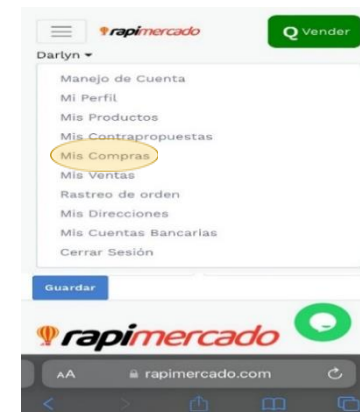 rapimercado
Vender
Darlyn
Manejo de Cuenta
Mi Perfil
Mis Productos
Mis Contrapropuestas
Mis Compras
Mis Ventas
Rastreo de orden
Mis Direcciones
Mis Cuentas Bancarias
Cerrar Sesión
Guardar
rapimercado
AA rapimercado.com